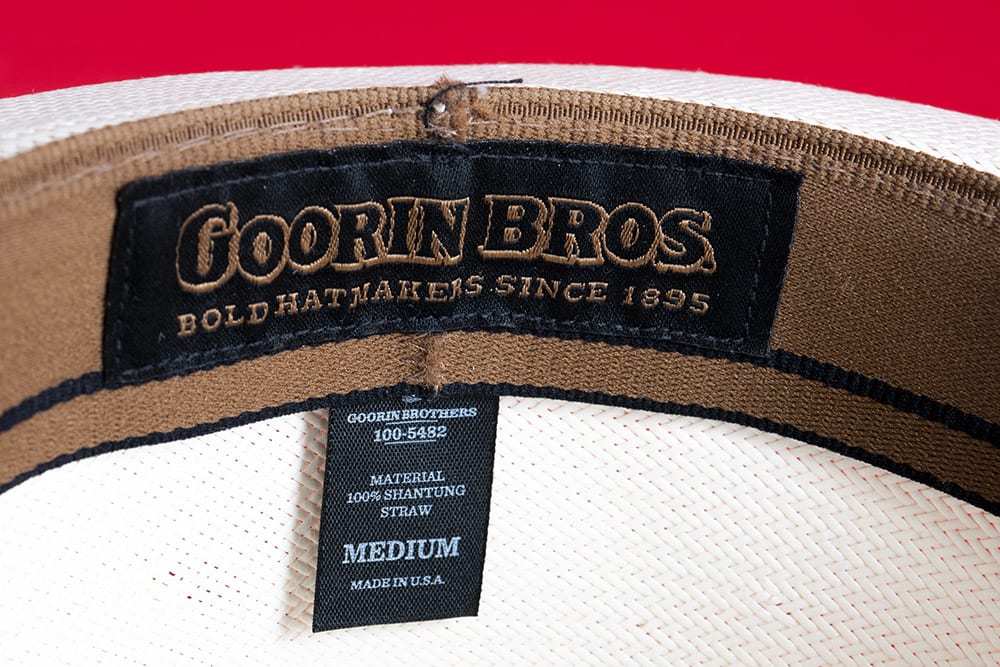 GOORIN BROS.
BOLD HATMAKERS SINCE 1895
GOORIN BROTHERS
100-5482
MATERIAL
100% SHANTUNG
STRAW
MEDIUM
MADE IN U.S.A.